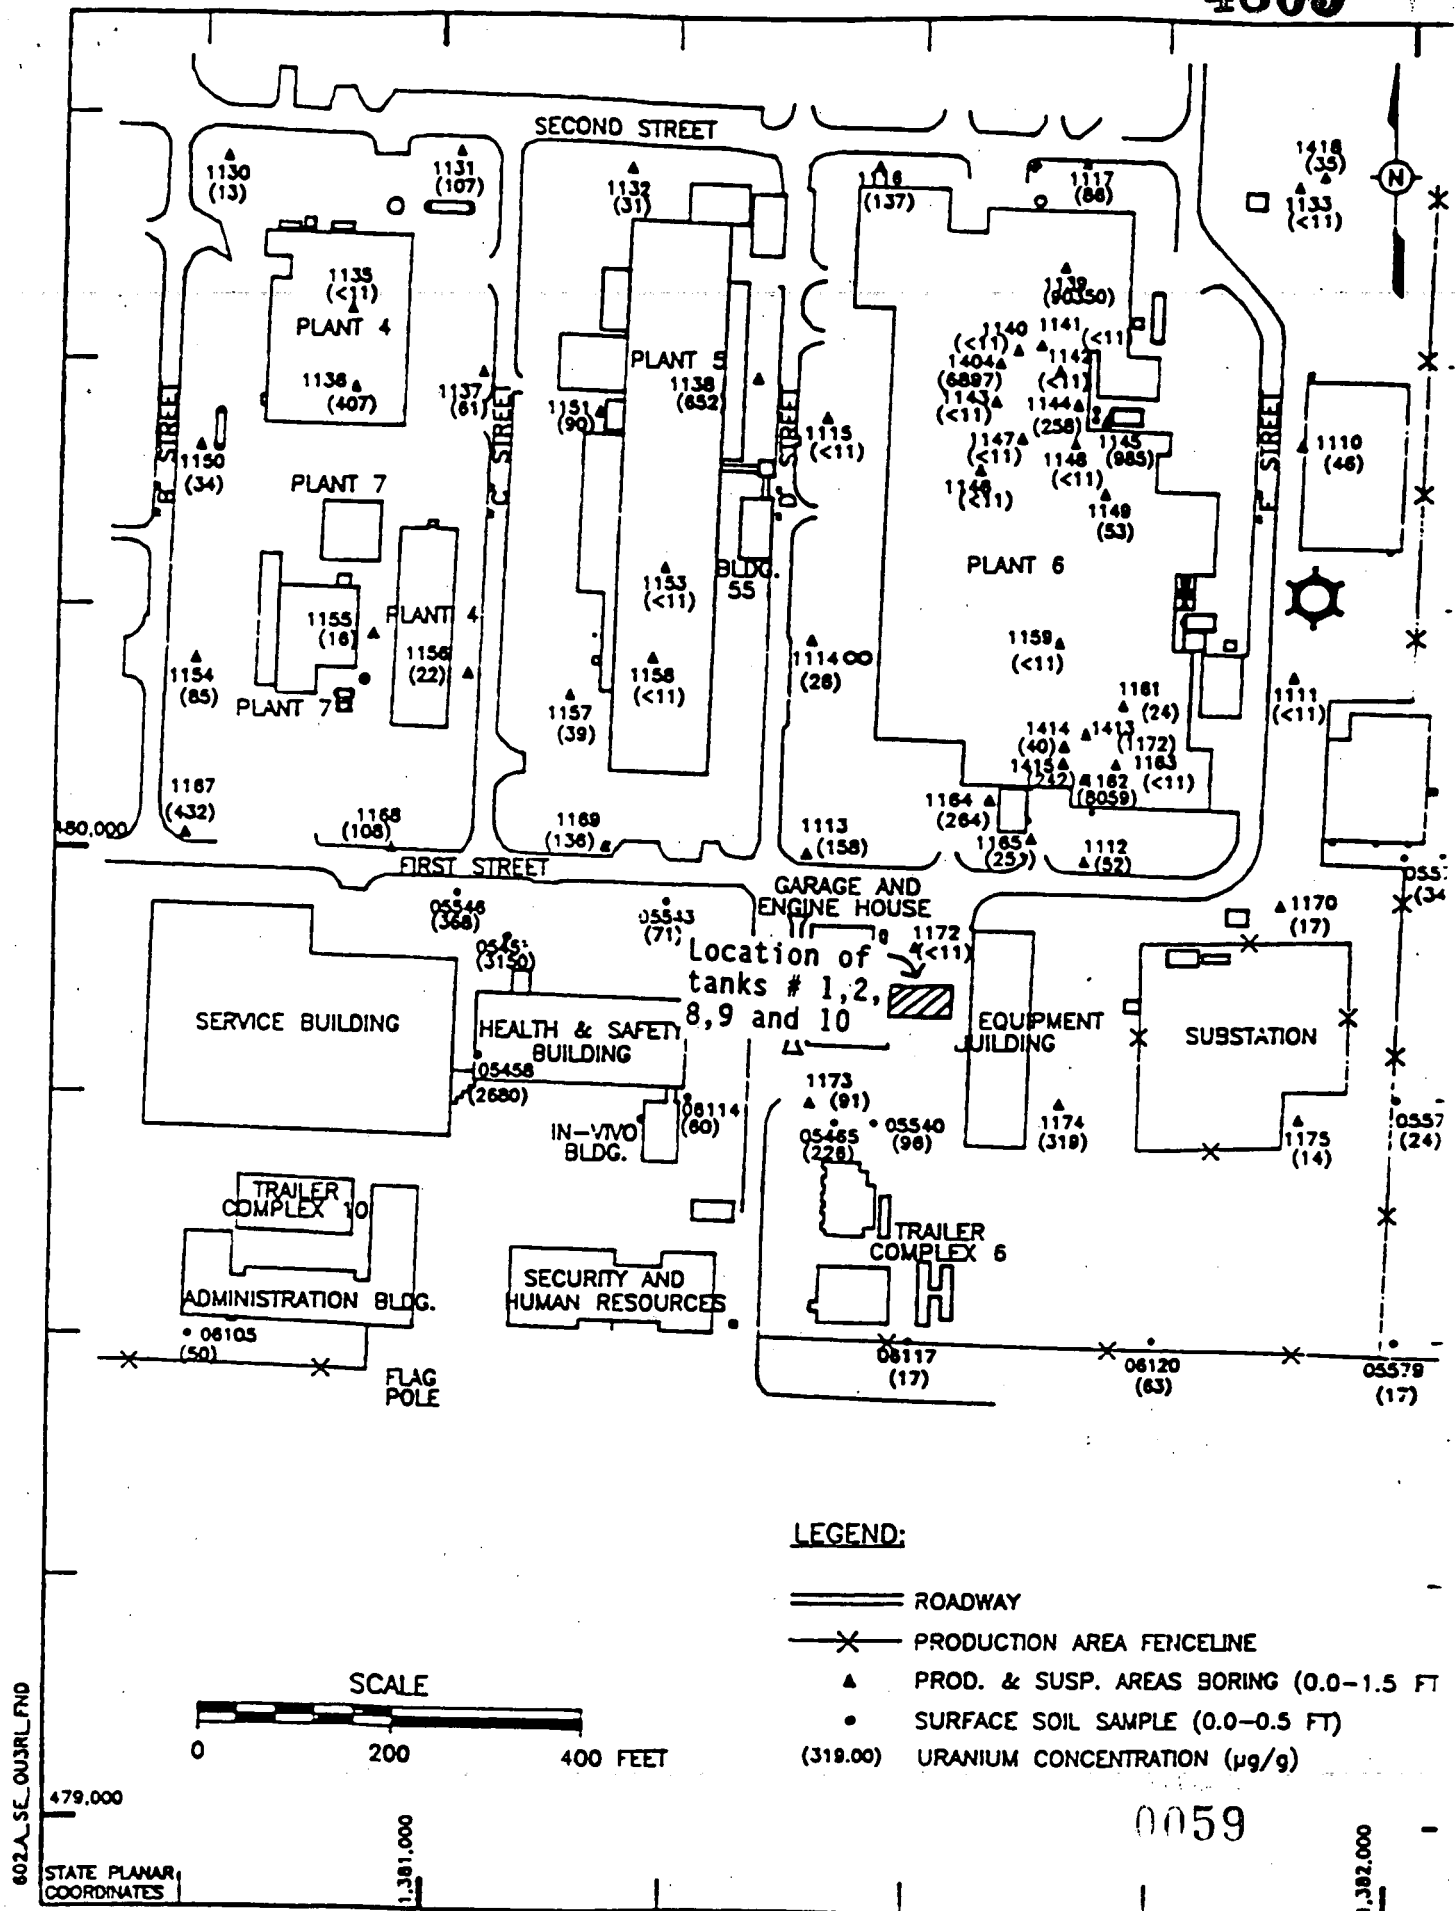 SECOND STREET
1130
(13)
1131
(107)
1132
(31)
1116
(137)
1117
(86)
1418
(35)
1133
(<11)
N
1135
(<11)
PLANT 4
1136
(407)
1137
(61)
PLANT 5
1138
(652)
1151
(90)
1139
(90350)
1140
(<11)
1141
(<11)
1404
(6897)
1142
(<11)
1143
(<11)
1144
(258)
1145
(985)
1147
(<11)
1146
(<11)
(<11)
1149
(53)
1115
(<11)
1110
(46)
B STREET
C STREET
D STREET
E STREET
1150
(34)
PLANT 7
PLANT 6
BLDG.
55
1153
(<11)
1155
(16)
PLANT 4
1156
(22)
1154
(85)
PLANT 7
1157
(39)
1158
(<11)
1114
(26)
1159
(<11)
1161
(24)
1111
(<11)
1414
(40)
1413
(1172)
1415
(242)
1162
(8059)
1163
(<11)
1164
(264)
1165
1112
(52)
1167
(432)
1168
(108)
1169
(136)
1113
(158)
480,000
FIRST STREET
GARAGE AND
ENGINE HOUSE
05546
(368)
05543
(71)
(3150)
1172
(<11)
1170
(17)
Location of
tanks # 1,2,
8,9 and 10
SERVICE BUILDING
HEALTH & SAFETY
BUILDING
EQUIPMENT
BUILDING
SUBSTATION
05458
(2680)
06114
(60)
IN-VIVO
BLDG.
1173
(91)
05465
(226)
05540
(96)
1174
(319)
1175
(14)
0557
(24)
TRAILER
COMPLEX 10
ADMINISTRATION BLDG.
SECURITY AND
HUMAN RESOURCES
TRAILER
COMPLEX 6
06105
(50)
FLAG
POLE
06117
(17)
06120
(63)
05579
(17)
LEGEND:
ROADWAY
PRODUCTION AREA FENCELINE
PROD. & SUSP. AREAS BORING (0.0-1.5 FT
SURFACE SOIL SAMPLE (0.0-0.5 FT)
(319.00) URANIUM CONCENTRATION (µg/g)
SCALE
0 200 400 FEET
602_A_SE_OU3RI_FND
479,000
0059
STATE PLANAR
COORDINATES
1,381,000
1,382,000